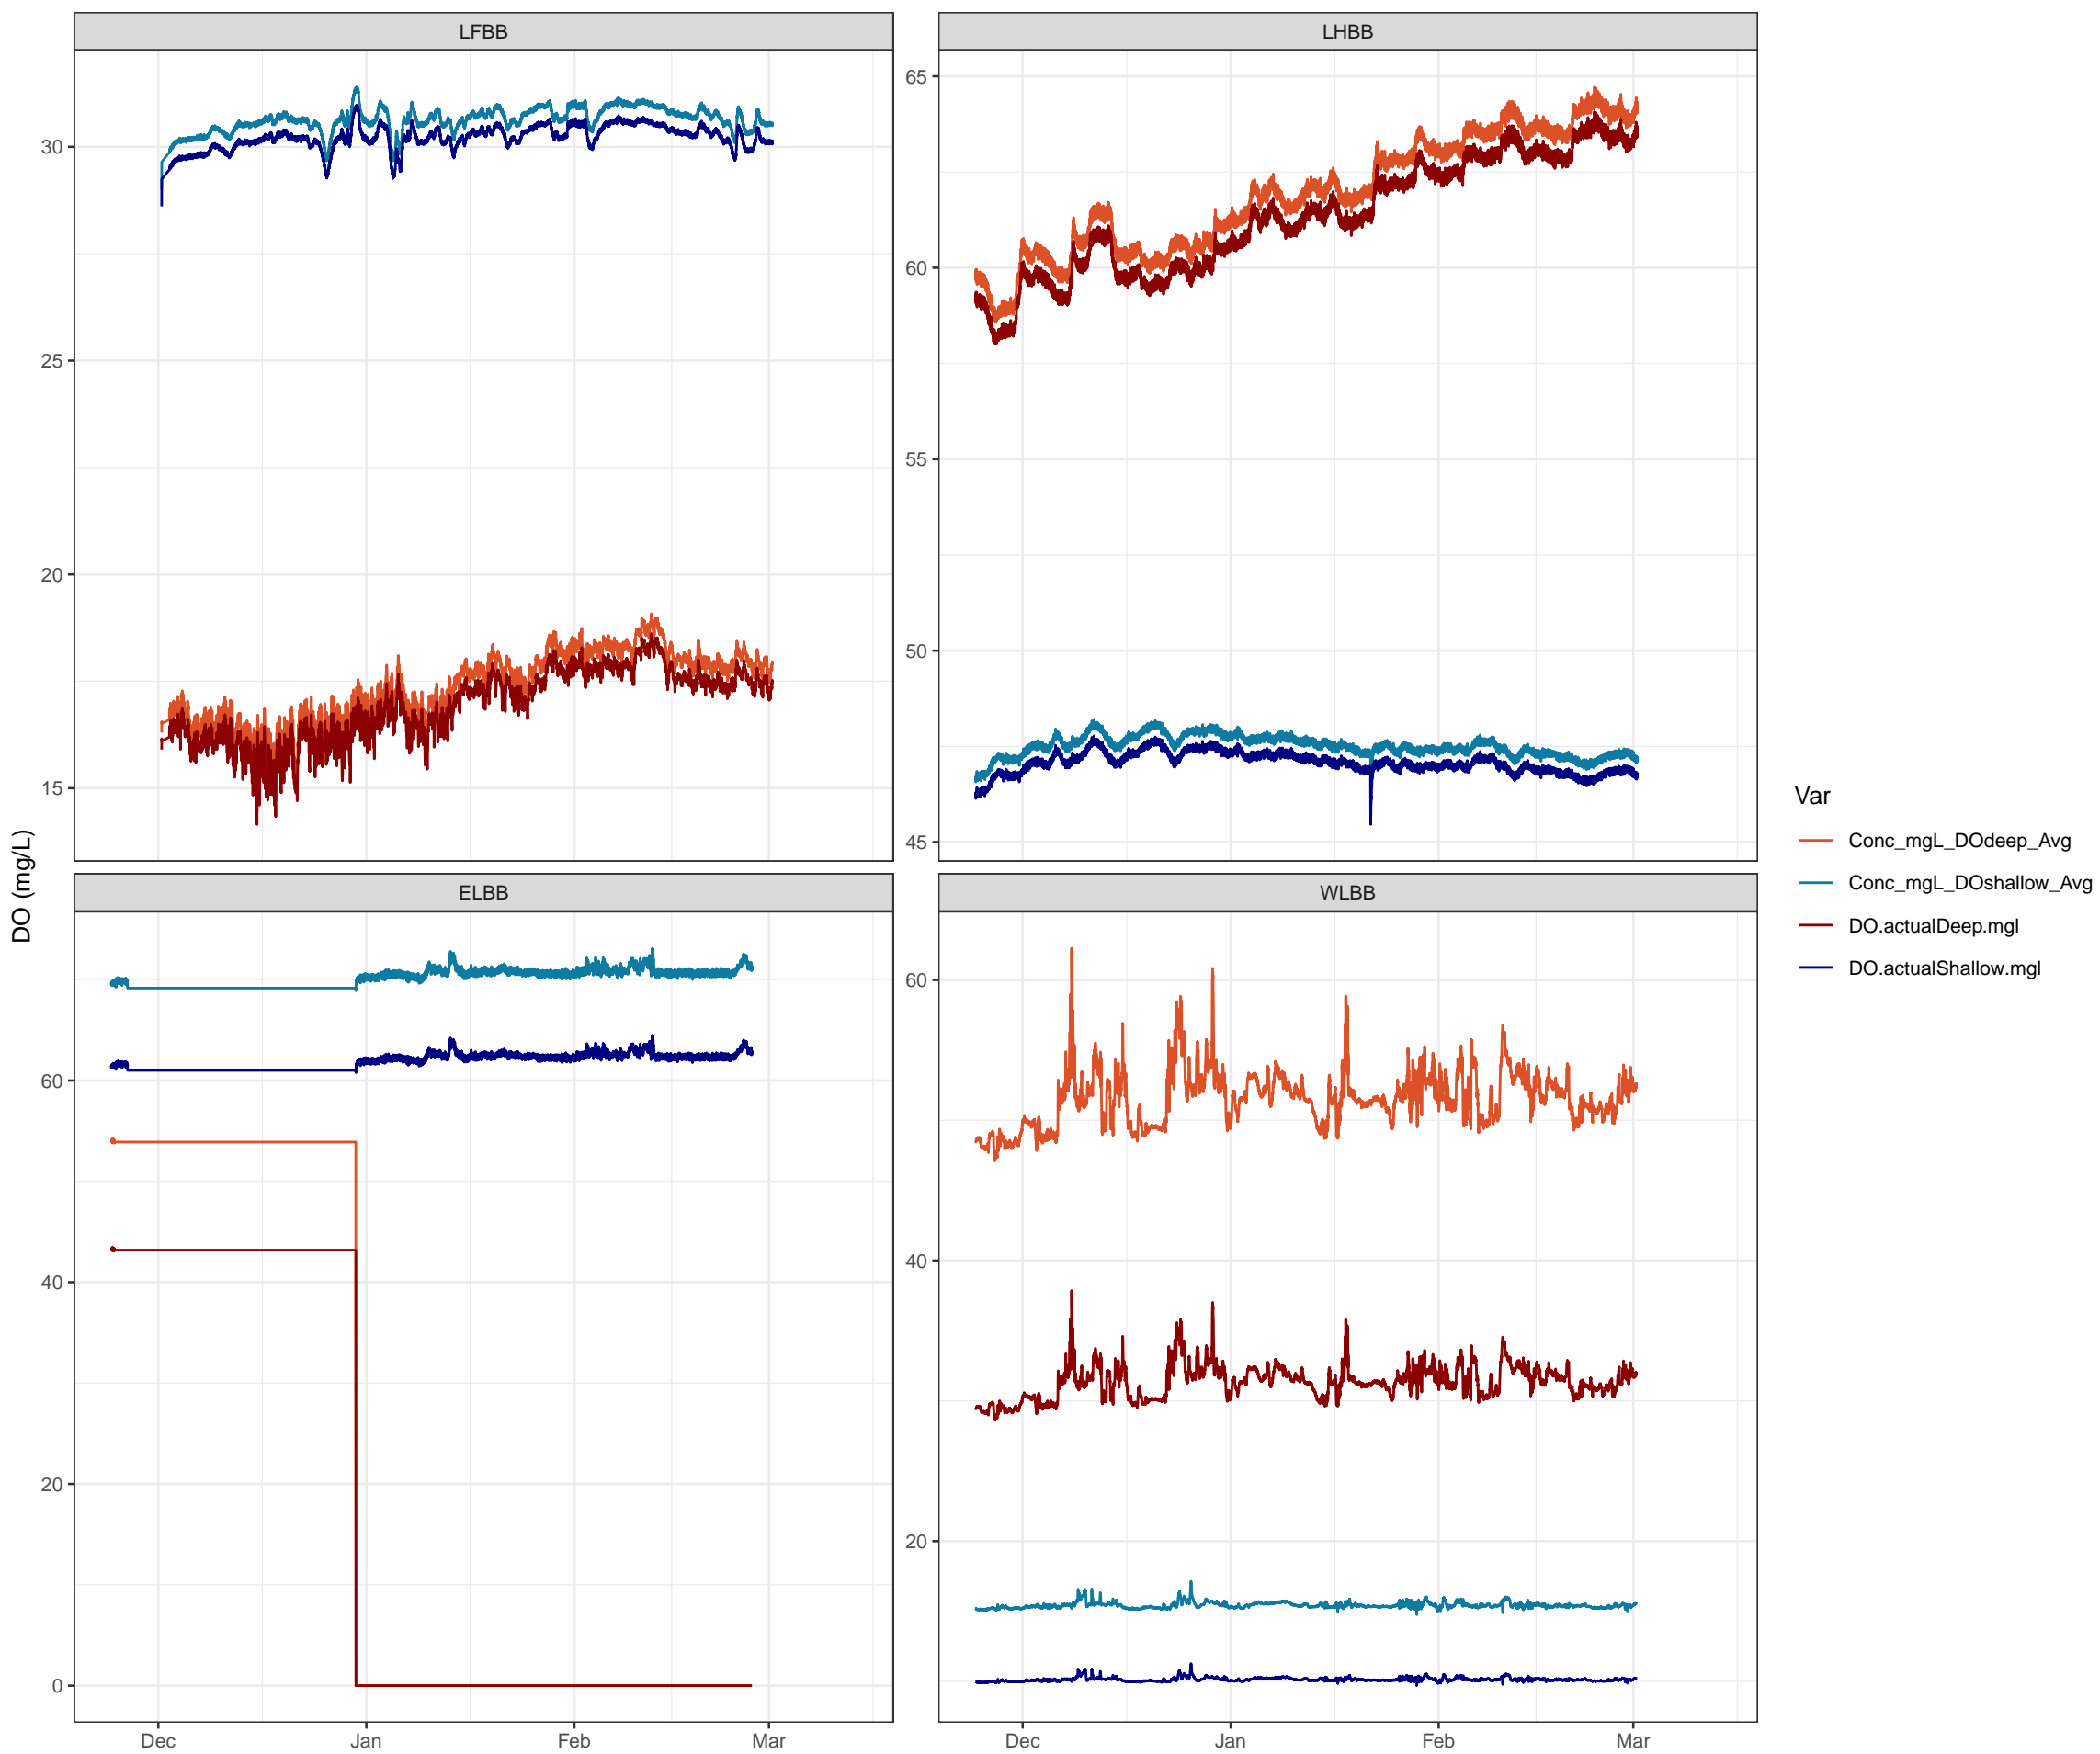 LFBB
LHBB
30
25
20
15
65
60
55
50
45
DO (mg/L)
ELBB
WLBB
60
40
20
0
60
40
20
Dec
Jan
Feb
Mar
Dec
Jan
Feb
Mar
Var
Conc_mgL_DOdeep_Avg
Conc_mgL_DOshallow_Avg
DO.actualDeep.mgl
DO.actualShallow.mgl